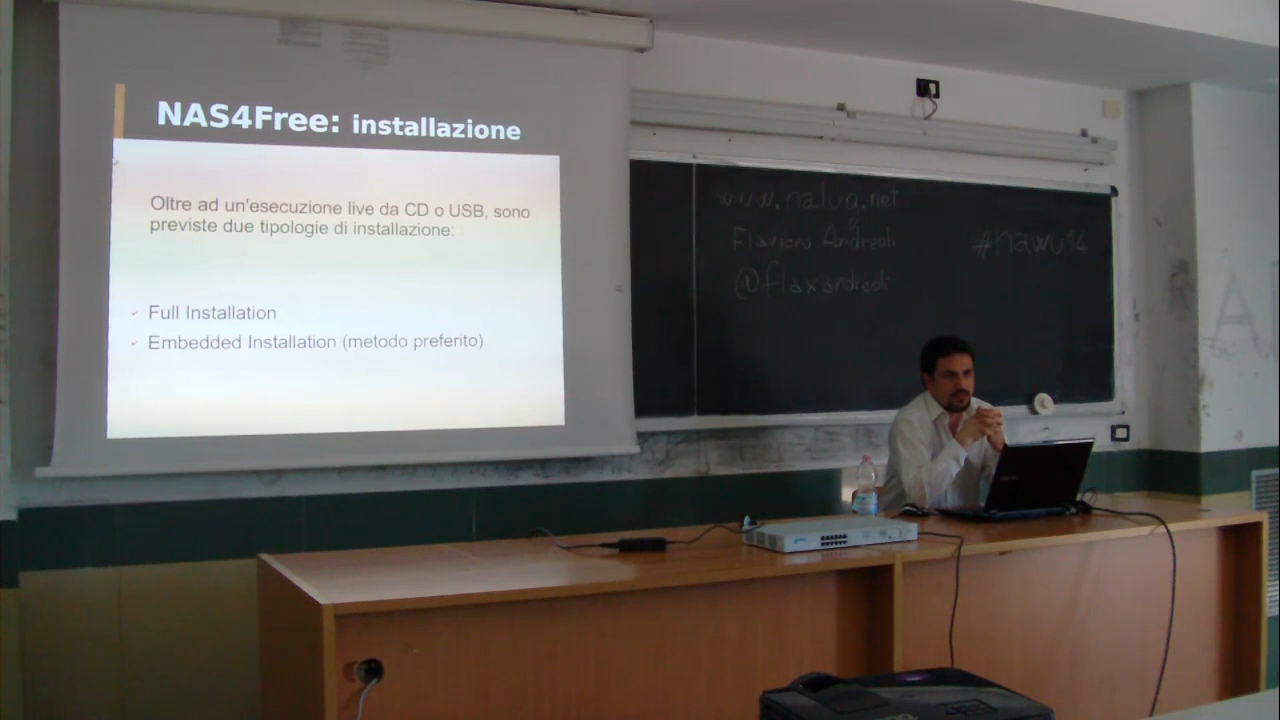 NAS4Free: installazione
Oltre ad un'esecuzione live da CD o USB, sono
previste due tipologie di installazione:
Full Installation
Embedded Installation (metodo preferito)
www.nalug.net
Flaviano Andreoli
@flaxandreoli
#nawu14
A